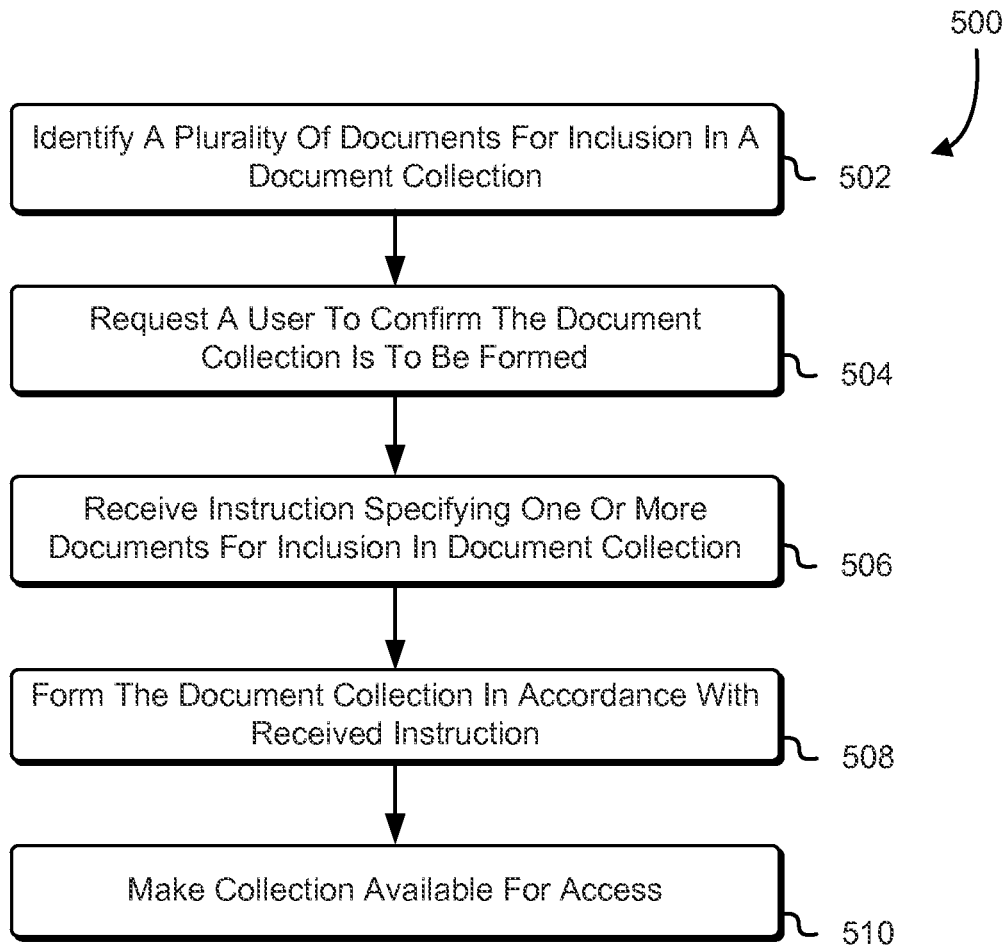 500
Identify A Plurality Of Documents For Inclusion In A
Document Collection
502
Request A User To Confirm The Document
Collection Is To Be Formed
504
Receive Instruction Specifying One Or More
Documents For Inclusion In Document Collection
506
Form The Document Collection In Accordance With
Received Instruction
508
Make Collection Available For Access
510